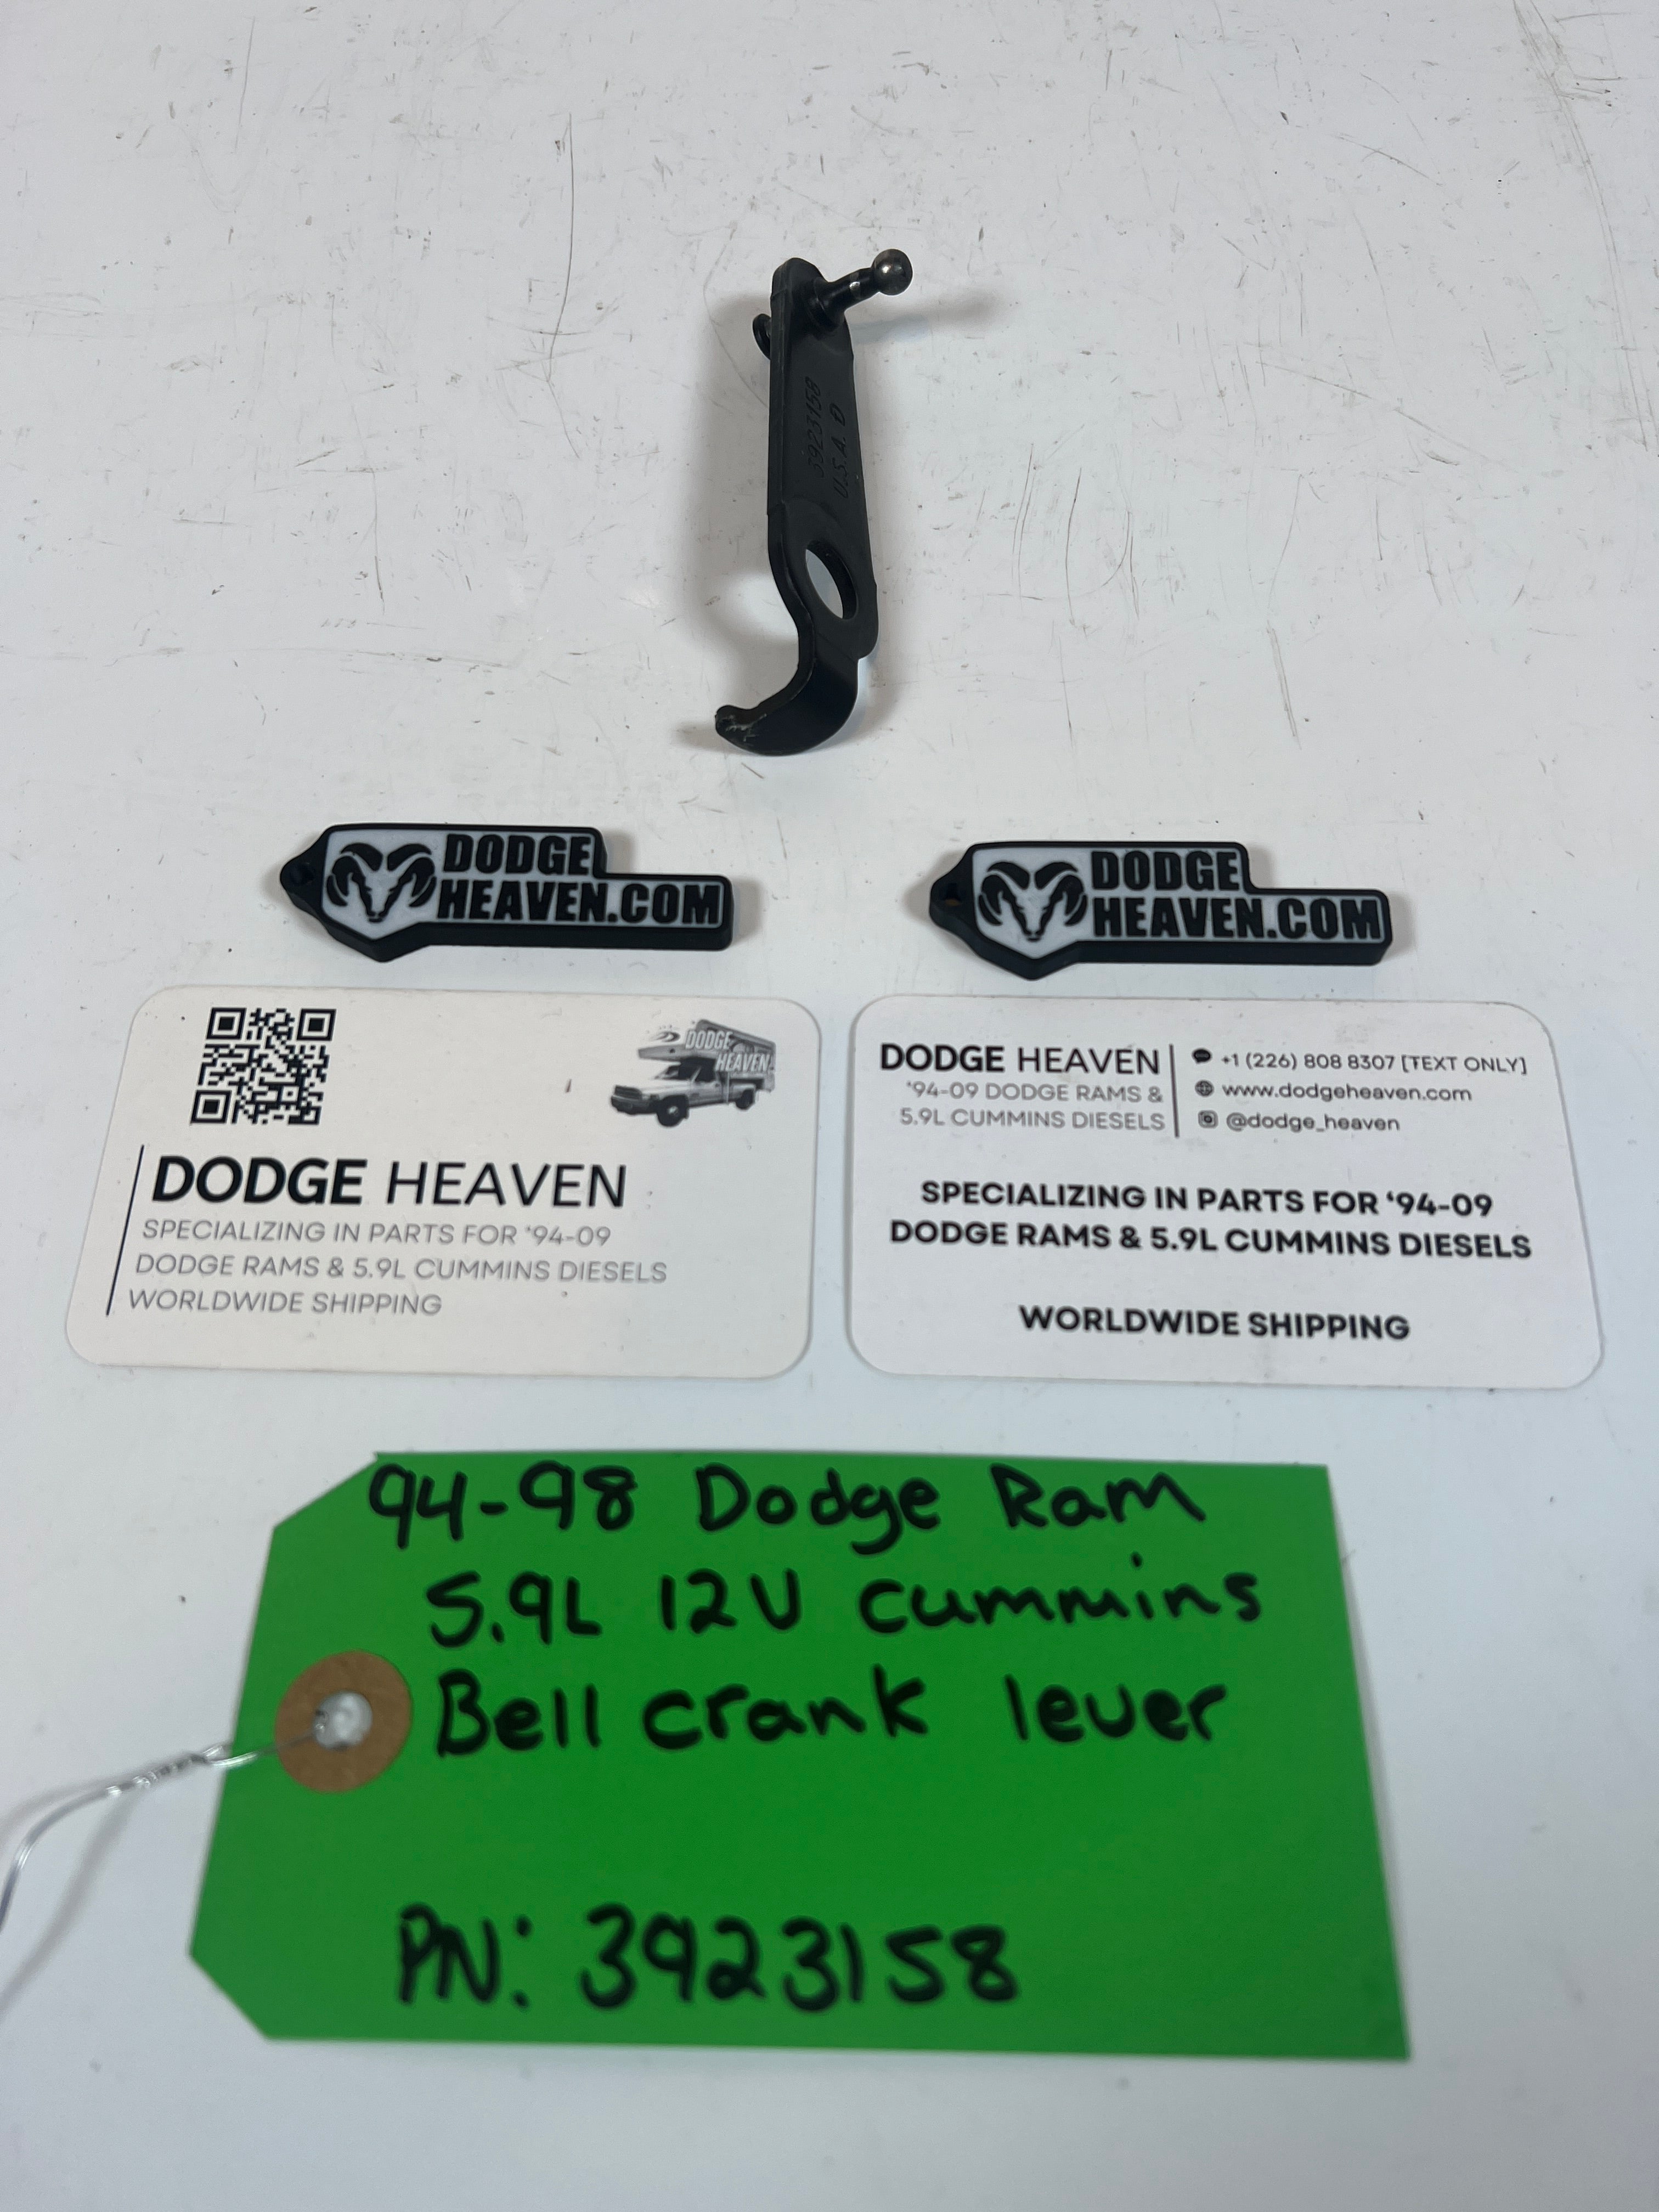 3923158
U.S.A. D
DODGE
HEAVEN.COM
DODGE
HEAVEN.COM
DODGE
HEAVEN
DODGE HEAVEN
SPECIALIZING IN PARTS FOR ‘94-09
DODGE RAMS & 5.9L CUMMINS DIESELS
WORLDWIDE SHIPPING
DODGE HEAVEN
‘94-09 DODGE RAMS &
5.9L CUMMINS DIESELS
+1 (226) 808 8307 [TEXT ONLY]
www.dodgeheaven.com
@dodge_heaven
SPECIALIZING IN PARTS FOR ‘94-09
DODGE RAMS & 5.9L CUMMINS DIESELS
WORLDWIDE SHIPPING
94-98 Dodge Ram
5.9L 12V cummins
Bell crank lever
PN: 3923158